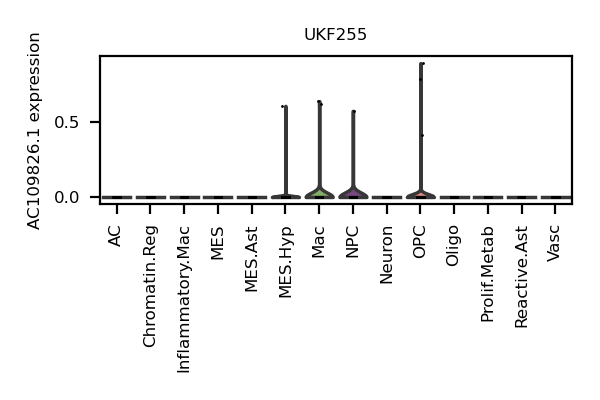 UKF255
AC109826.1 expression
0.5
0.0
AC
Chromatin.Reg
Inflammatory.Mac
MES
MES.Ast
MES.Hyp
Mac
NPC
Neuron
OPC
Oligo
Prolif.Metab
Reactive.Ast
Vasc